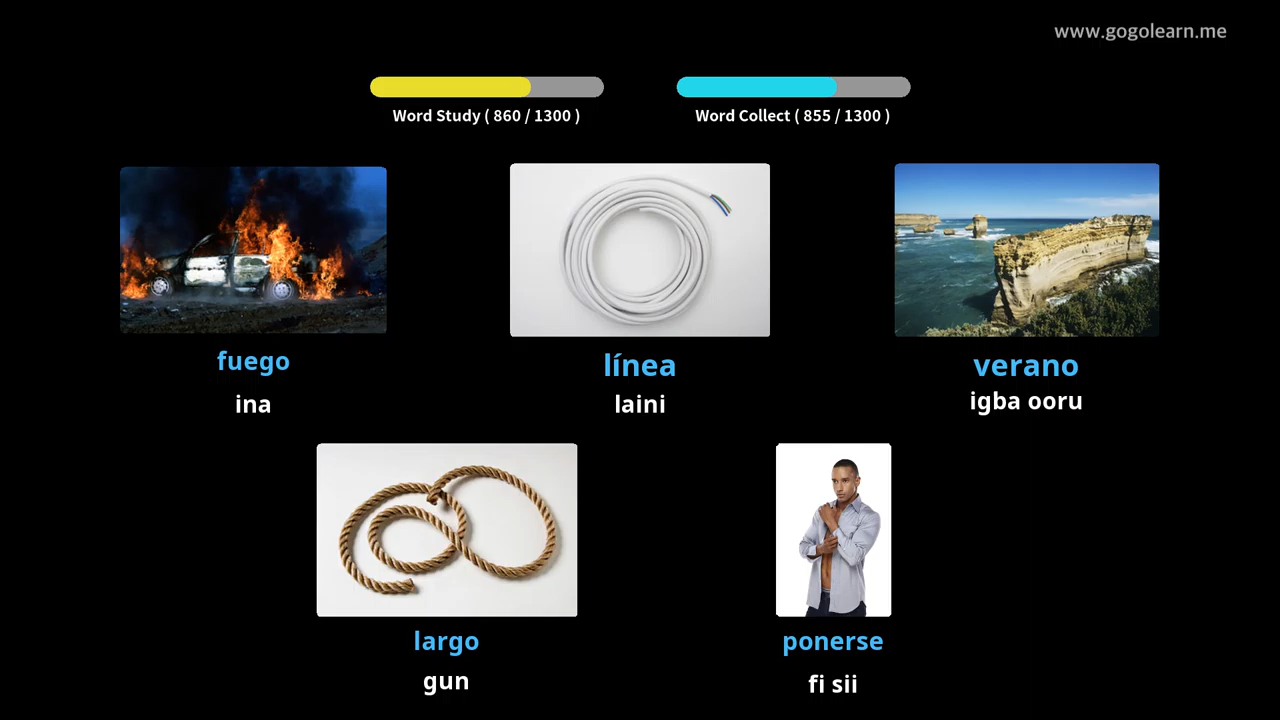 www.gogolearn.me
Word Study ( 860 / 1300 )
Word Collect ( 855 / 1300 )
fuego
ina
línea
laini
verano
igba ooru
largo
gun
ponerse
fi sii